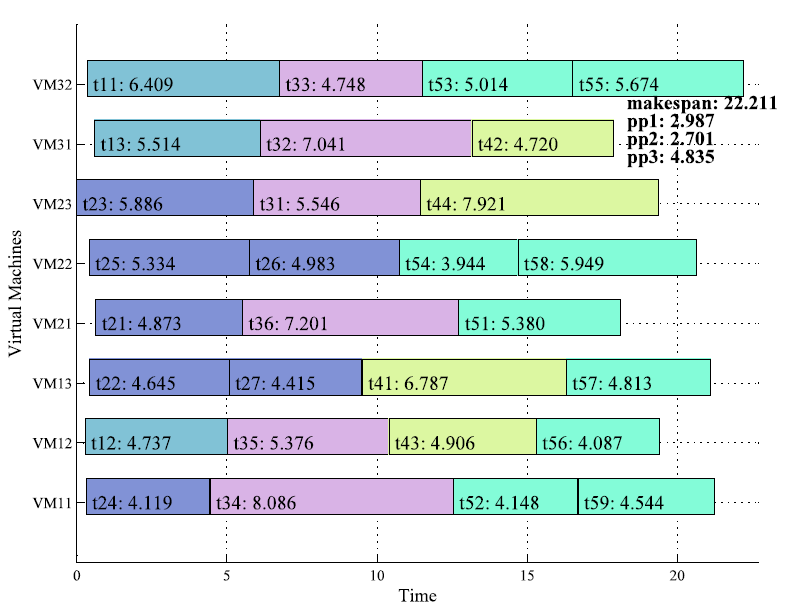 VM32 t11: 6.409 t33: 4.748 t53: 5.014 t55: 5.674
makespan: 22.211
pp1: 2.987
VM31 t13: 5.514 t32: 7.041 t42: 4.720 pp2: 2.701
pp3: 4.835
VM23 t23: 5.886 t31: 5.546 t44: 7.921
VM22 t25: 5.334 t26: 4.983 t54: 3.944 t58: 5.949
VM21 t21: 4.873 t36: 7.201 t51: 5.380
VM13 t22: 4.645 t27: 4.415 t41: 6.787 t57: 4.813
VM12 t12: 4.737 t35: 5.376 t43: 4.906 t56: 4.087
VM11 t24: 4.119 t34: 8.086 t52: 4.148 t59: 4.544
0 5 10 15 20
Time
Virtual Machines